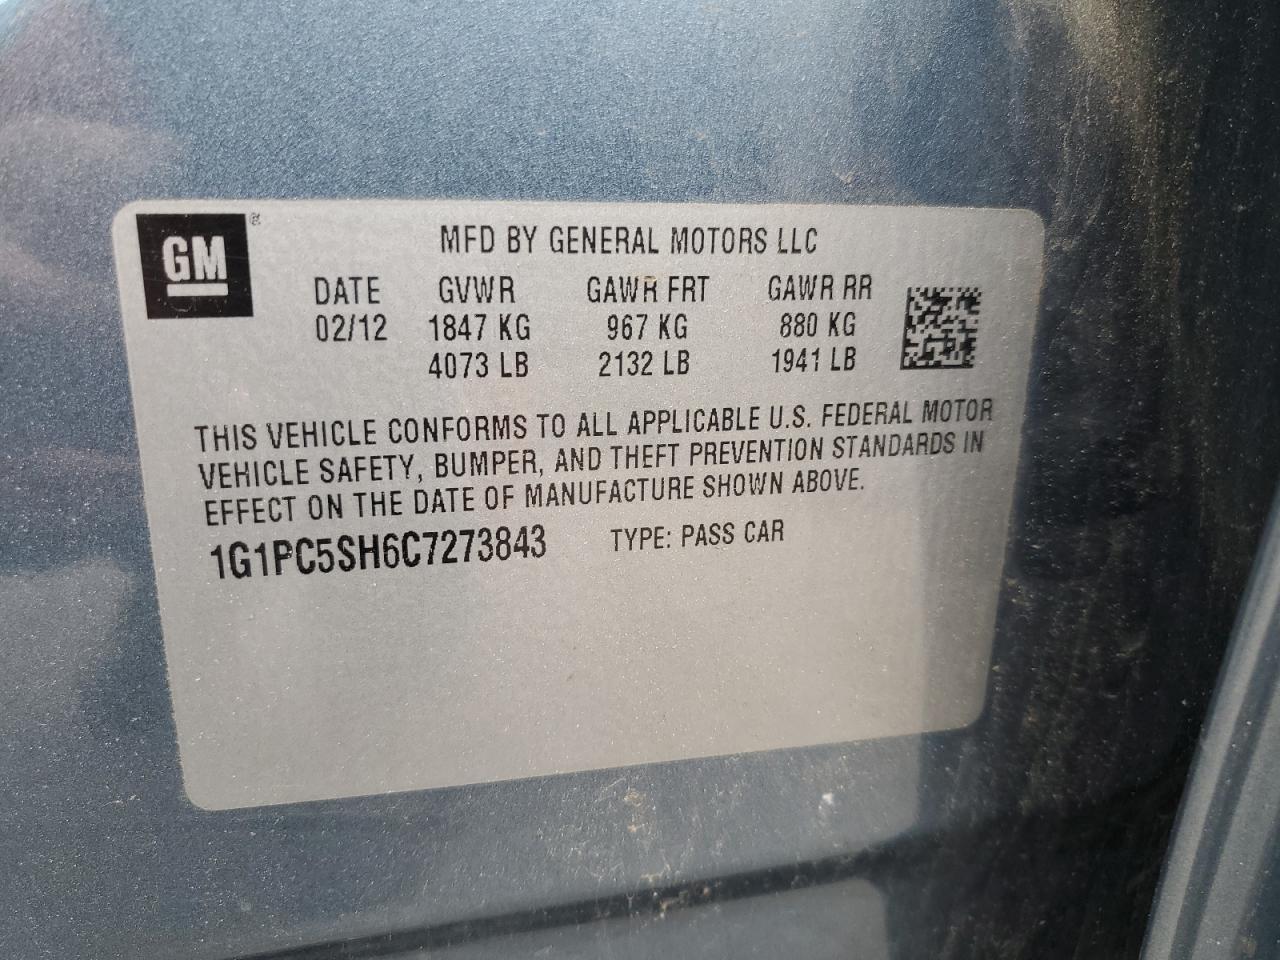 GM ®
MFD BY GENERAL MOTORS LLC
DATE GVWR GAWR FRT GAWR RR
02/12 1847 KG 967 KG 880 KG
4073 LB 2132 LB 1941 LB
THIS VEHICLE CONFORMS TO ALL APPLICABLE U.S. FEDERAL MOTOR
VEHICLE SAFETY, BUMPER, AND THEFT PREVENTION STANDARDS IN
EFFECT ON THE DATE OF MANUFACTURE SHOWN ABOVE.
1G1PC5SH6C7273843 TYPE: PASS CAR